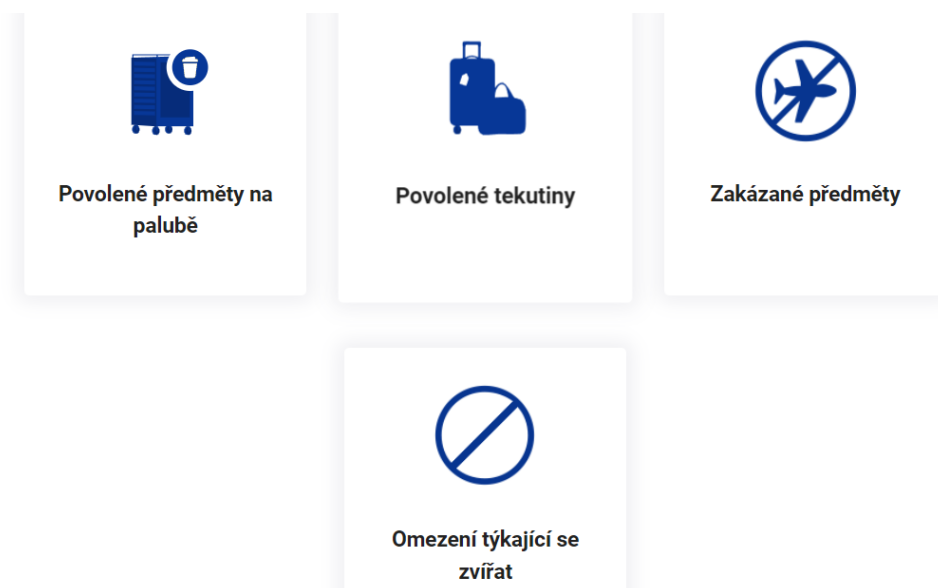 Povolené předměty na
palubě
Povolené tekutiny
Zakázané předměty
Omezení týkající se
zvířat